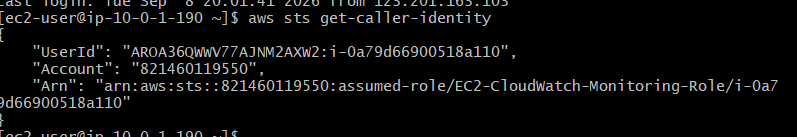 Last login: Tue Sep  8 20:01:41 2026 from 123.201.163.103
[ec2-user@ip-10-0-1-190 ~]$ aws sts get-caller-identity
{
    "UserId": "AROA36QWWV77AJNM2AXW2:i-0a79d66900518a110",
    "Account": "821460119550",
    "Arn": "arn:aws:sts::821460119550:assumed-role/EC2-CloudWatch-Monitoring-Role/i-0a7
9d66900518a110"
}
[ec2-user@ip-10-0-1-190 ~]$